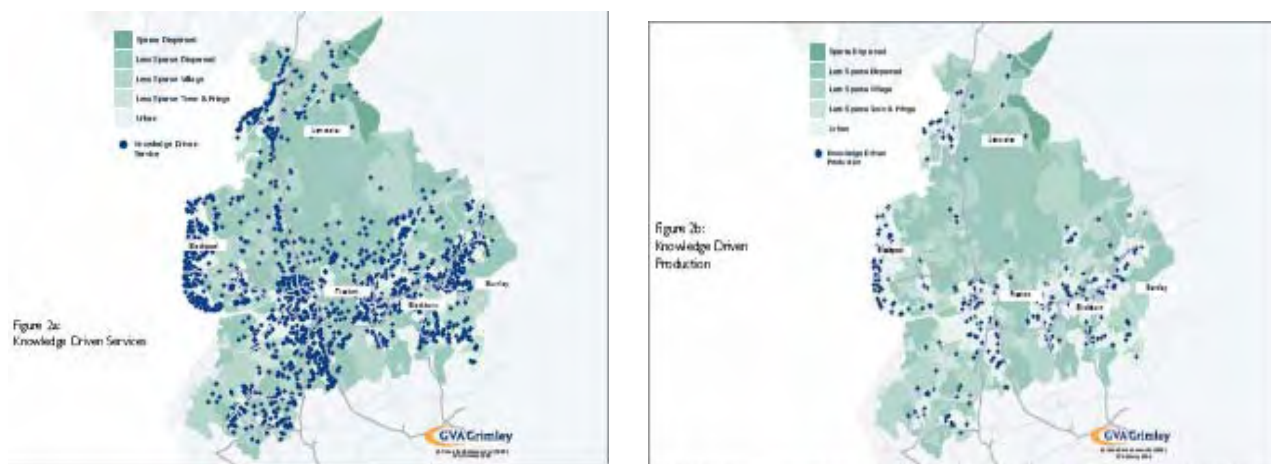 Sparse Dispersed
Less Sparse Dispersed
Less Sparse Village
Less Sparse Town & Fringe
Urban
Knowledge Driven
Service
Lancaster
Blackpool
Preston
Blackburn
Burnley
Figure 2a:
Knowledge Driven Services
GVA Grimley
Sparse Dispersed
Less Sparse Dispersed
Less Sparse Village
Less Sparse Town & Fringe
Urban
Knowledge Driven
Production
Lancaster
Blackpool
Preston
Blackburn
Burnley
Figure 2b:
Knowledge Driven
Production
GVA Grimley